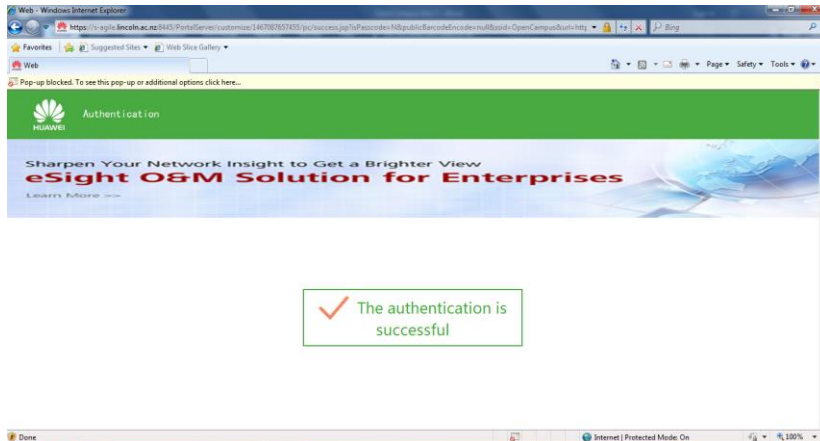 Web - Windows Internet Explorer
https://s-agile.lincoln.ac.nz:8445/PortalServer/customize/1467087657435/pc/success.jsp?isPasscode=N&publicBarcodeEncode=null&ssid=OpenCampus&url=http
Bing
Favorites Suggested Sites Web Slice Gallery
Web
Page Safety Tools
Pop-up blocked. To see this pop-up or additional options click here...
HUAWEI
Authentication
Sharpen Your Network Insight to Get a Brighter View
eSight O&M Solution for Enterprises
Learn More >>
The authentication is
successful
Done
Internet | Protected Mode: On
100%